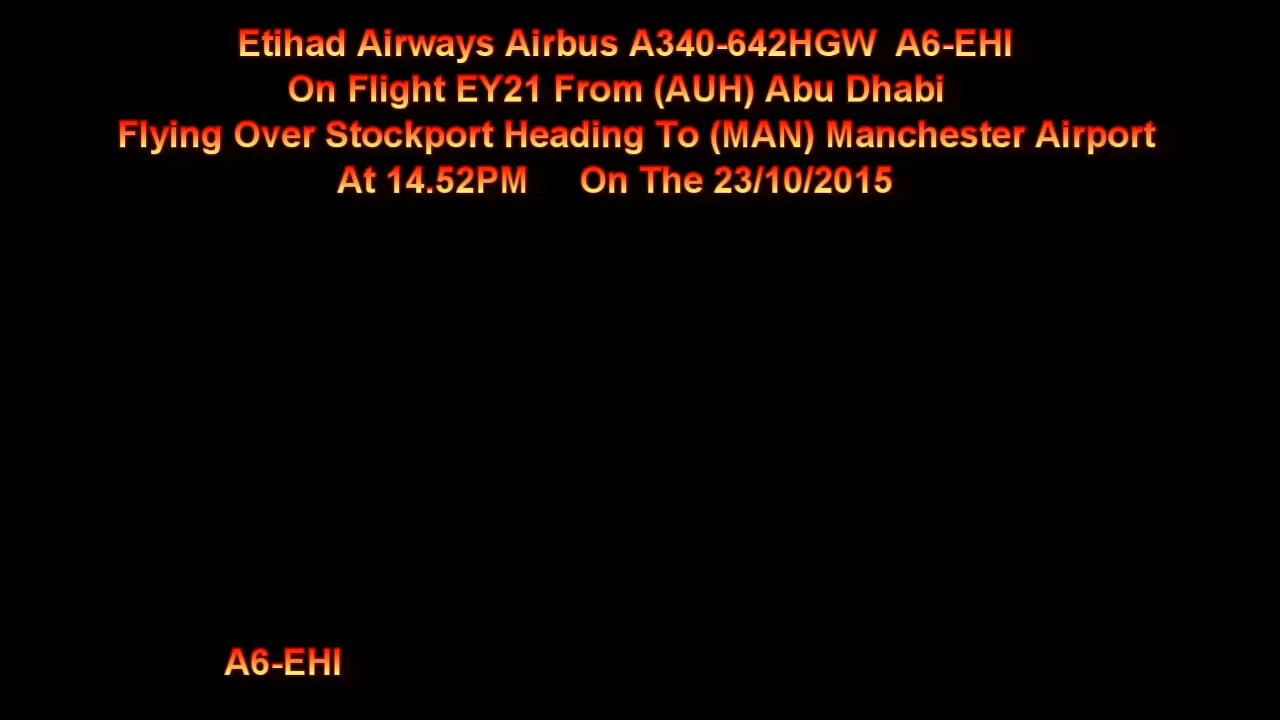 Etihad Airways Airbus A340-642HGW A6-EHI
On Flight EY21 From (AUH) Abu Dhabi
Flying Over Stockport Heading To (MAN) Manchester Airport
At 14.52PM On The 23/10/2015
A6-EHI